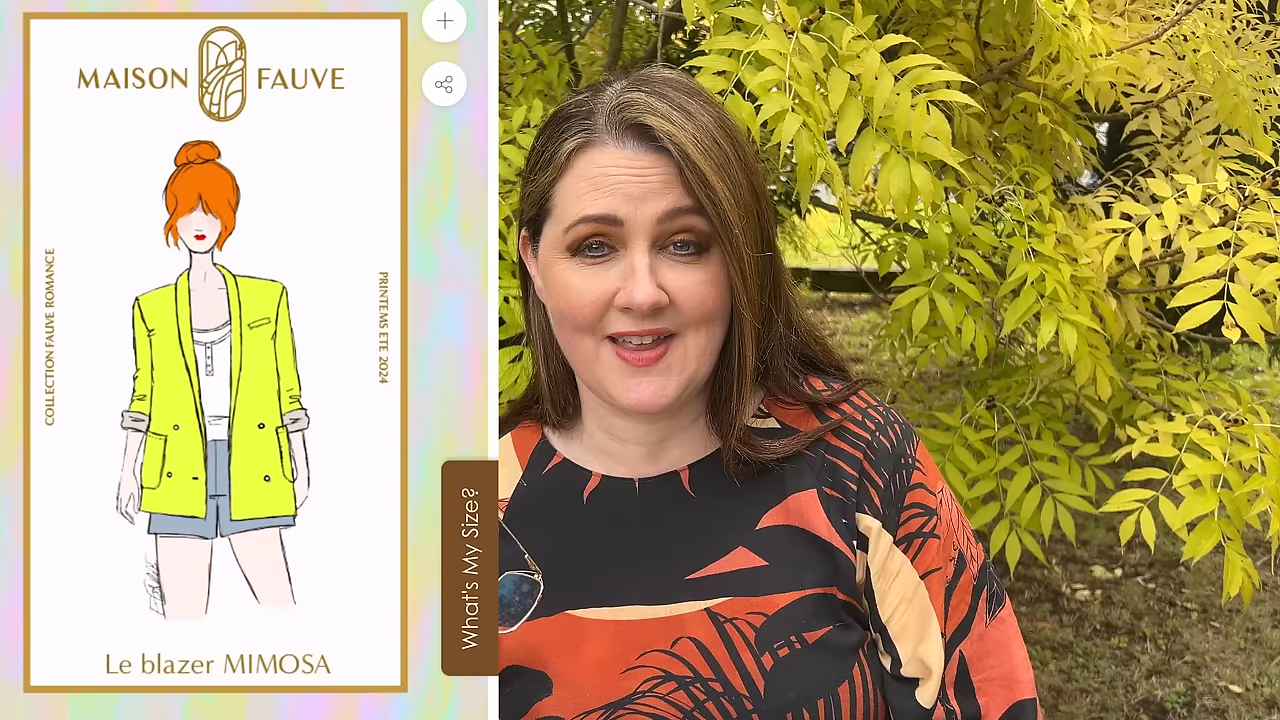 MAISON FAUVE
COLLECTION FAUVE ROMANCE
PRINTEMS ETE 2024
Le blazer MIMOSA
What's My Size?